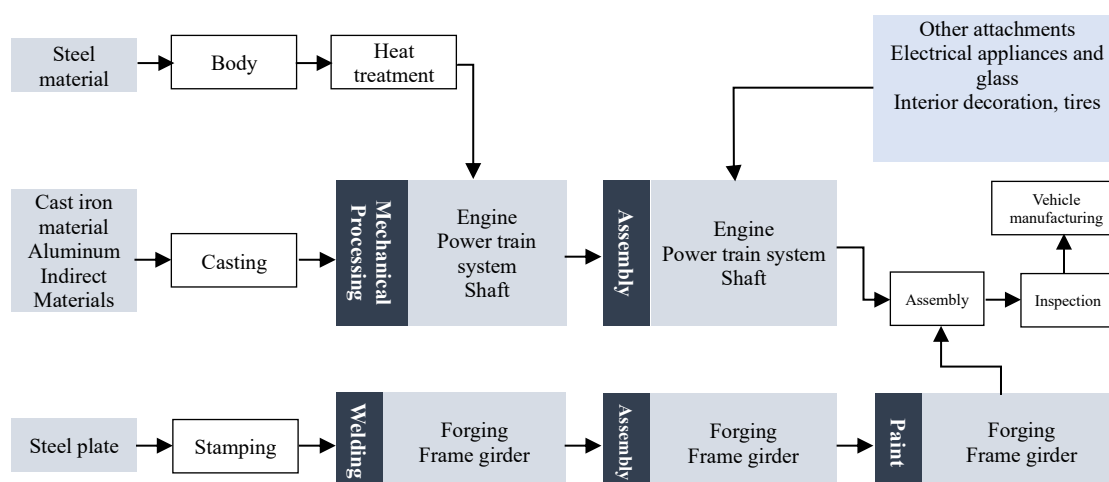 Steel
material
Body
Heat
treatment
Other attachments
Electrical appliances and
glass
Interior decoration, tires
Cast iron
material
Aluminum
Indirect
Materials
Casting
Mechanical
Processing
Engine
Power train
system
Shaft
Assembly
Engine
Power train system
Shaft
Vehicle
manufacturing
Assembly
Inspection
Steel plate
Stamping
Welding
Forging
Frame girder
Assembly
Forging
Frame girder
Paint
Forging
Frame girder